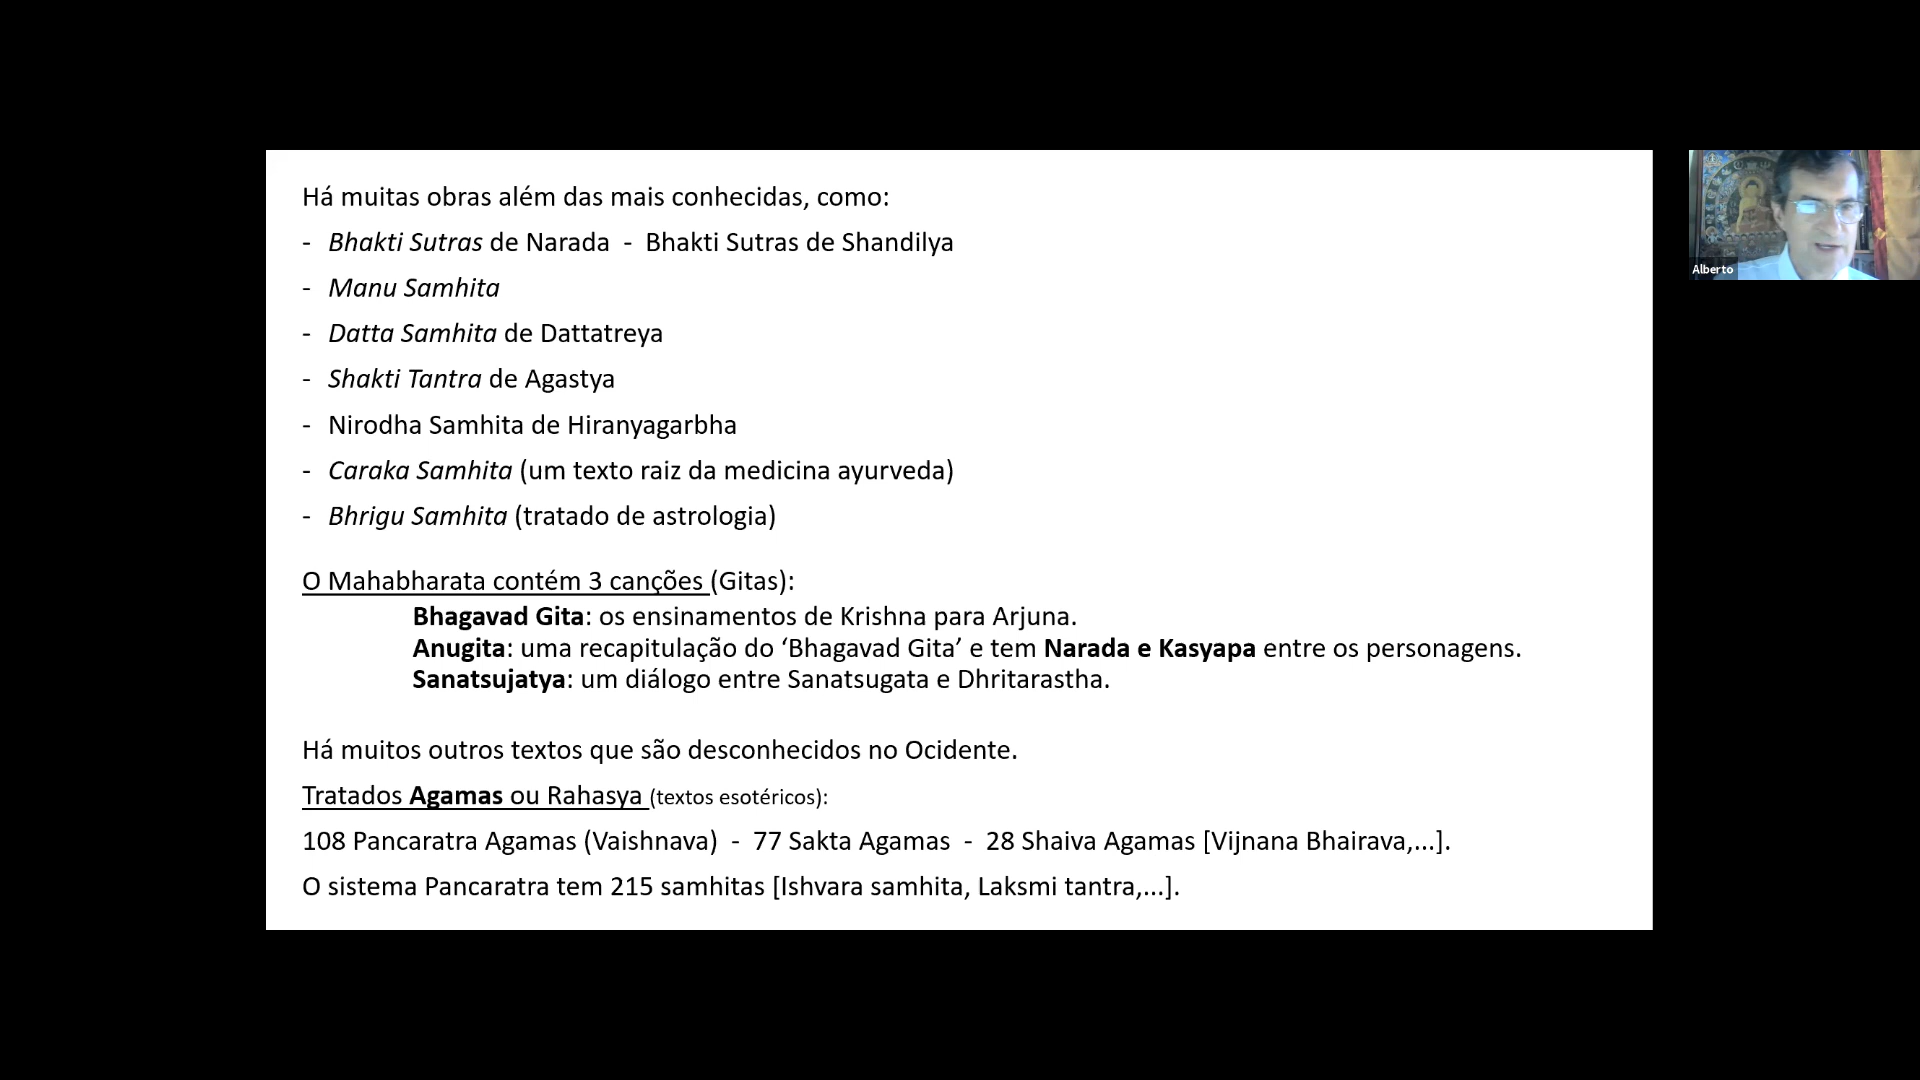 Há muitas obras além das mais conhecidas, como:
- Bhakti Sutras de Narada - Bhakti Sutras de Shandilya
- Manu Samhita
- Datta Samhita de Dattatreya
- Shakti Tantra de Agastya
- Nirodha Samhita de Hiranyagarbha
- Caraka Samhita (um texto raiz da medicina ayurveda)
- Bhrigu Samhita (tratado de astrologia)
O Mahabharata contém 3 canções (Gitas):
Bhagavad Gita: os ensinamentos de Krishna para Arjuna.
Anugita: uma recapitulação do ‘Bhagavad Gita’ e tem Narada e Kasyapa entre os personagens.
Sanatsujatya: um diálogo entre Sanatsugata e Dhritarastha.
Há muitos outros textos que são desconhecidos no Ocidente.
Tratados Agamas ou Rahasya (textos esotéricos):
108 Pancaratra Agamas (Vaishnava) - 77 Sakta Agamas - 28 Shaiva Agamas [Vijnana Bhairava,...].
O sistema Pancaratra tem 215 samhitas [Ishvara samhita, Laksmi tantra,...].
Alberto